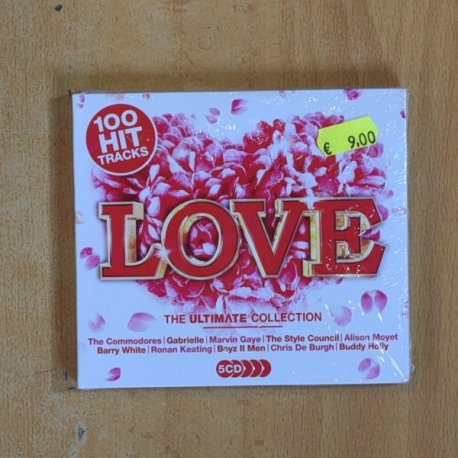 100
HIT
TRACKS
€ 9,00
LOVE
THE ULTIMATE COLLECTION
The Commodores | Gabrielle | Marvin Gaye | The Style Council | Alison Moyet
Barry White | Ronan Keating | Boyz II Men | Chris De Burgh | Buddy Holly
5CD